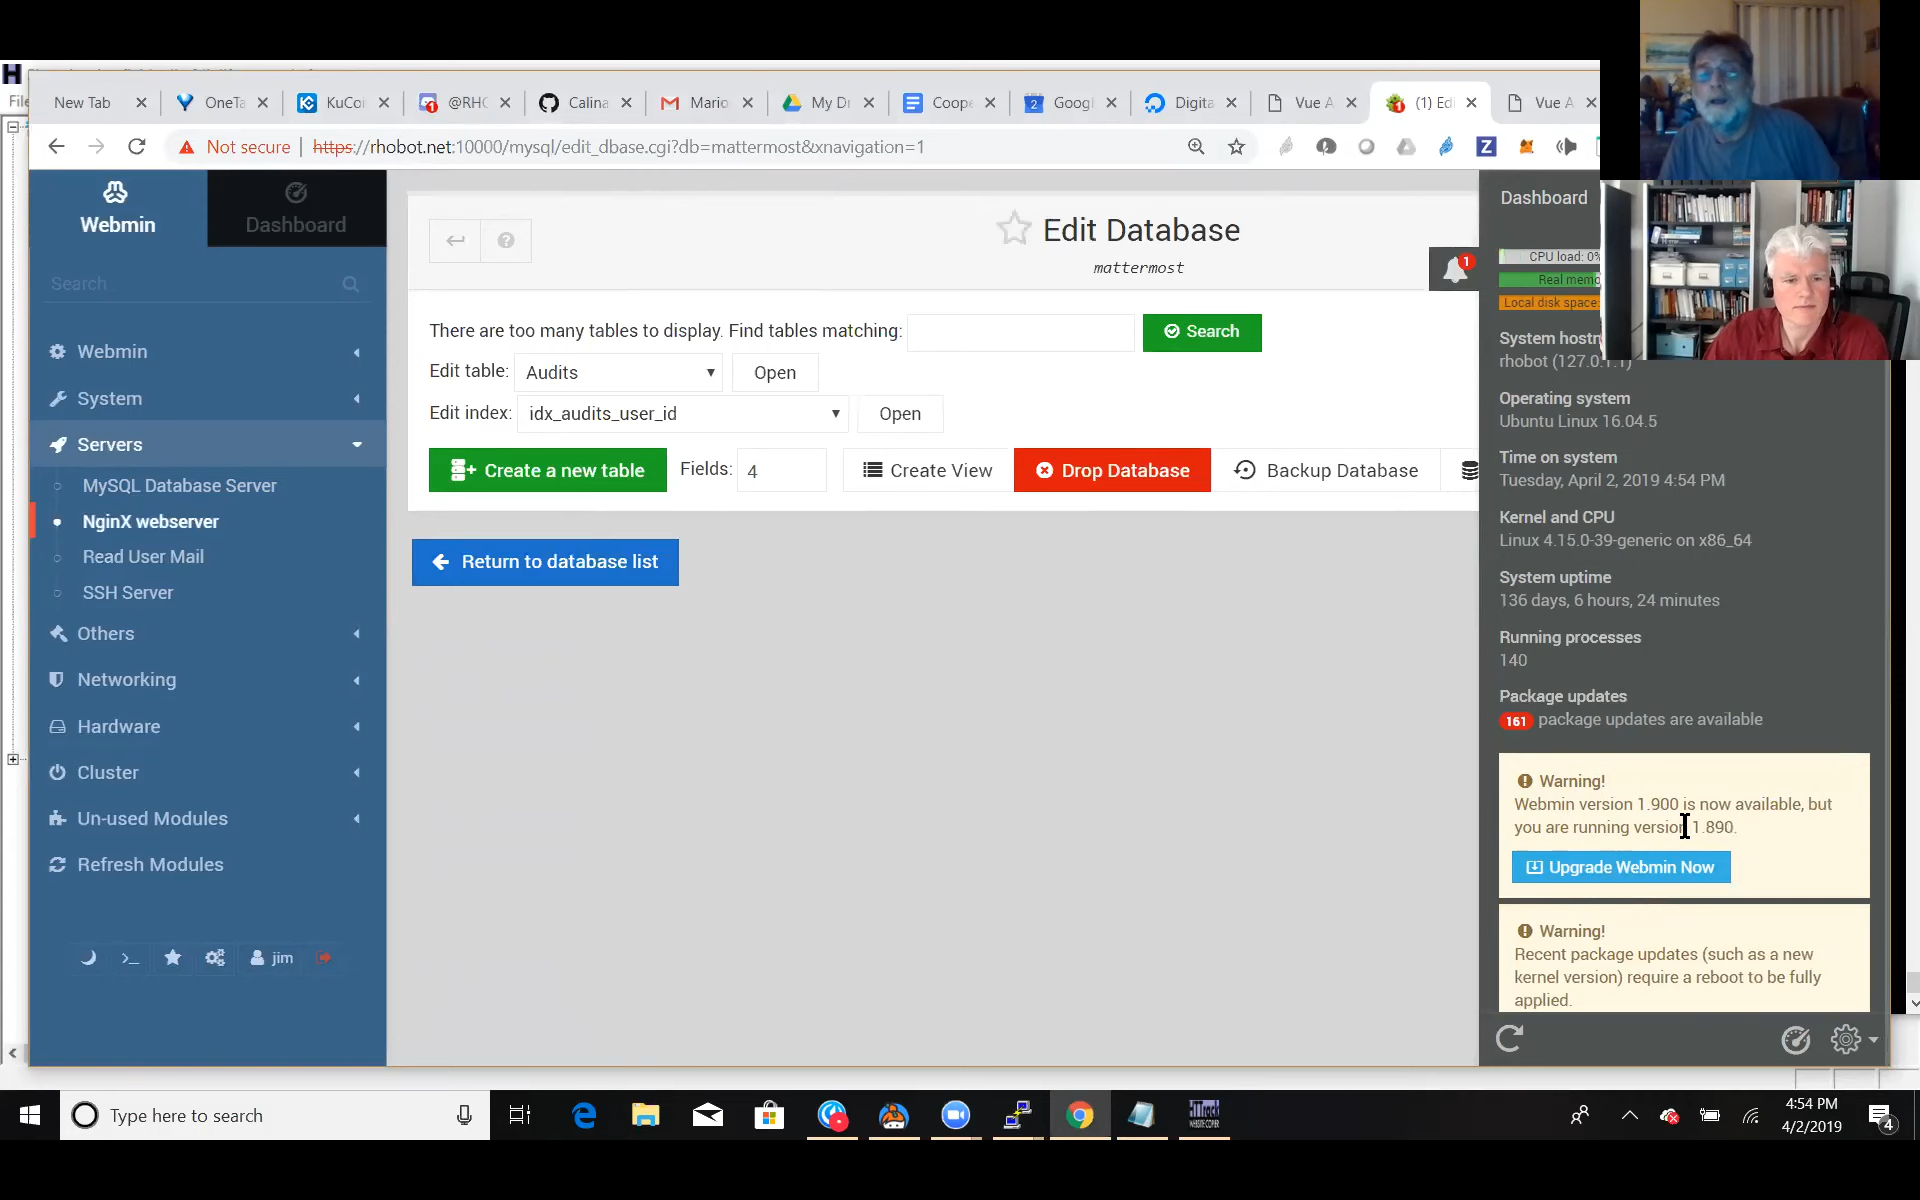 H
File
New Tab
OneTa
KuCoi
@RHC
Calina
Mario
My Dr
Coope
2
Googl
Digita
Vue A
(1) Edi
Vue A
Not secure
https://rhobot.net:10000/mysql/edit_dbase.cgi?db=mattermost&xnavigation=1
Z
Webmin
Dashboard
Search
Webmin
System
Servers
MySQL Database Server
NginX webserver
Read User Mail
SSH Server
Others
Networking
Hardware
Cluster
Un-used Modules
Refresh Modules
jim
Edit Database
mattermost
1
There are too many tables to display. Find tables matching:
Search
Edit table:
Audits
Open
Edit index:
idx_audits_user_id
Open
Create a new table
Fields:
4
Create View
Drop Database
Backup Database
Return to database list
Dashboard
CPU load: 0%
Real memo
Local disk space:
System hostn
rhobot (127.0.1.1)
Operating system
Ubuntu Linux 16.04.5
Time on system
Tuesday, April 2, 2019 4:54 PM
Kernel and CPU
Linux 4.15.0-39-generic on x86_64
System uptime
136 days, 6 hours, 24 minutes
Running processes
140
Package updates
161 package updates are available
Warning!
Webmin version 1.900 is now available, but
you are running version 1.890.
Upgrade Webmin Now
Warning!
Recent package updates (such as a new
kernel version) require a reboot to be fully
applied.
Type here to search
HTTrack
WEBSITE COPIER
4:54 PM
4/2/2019
4